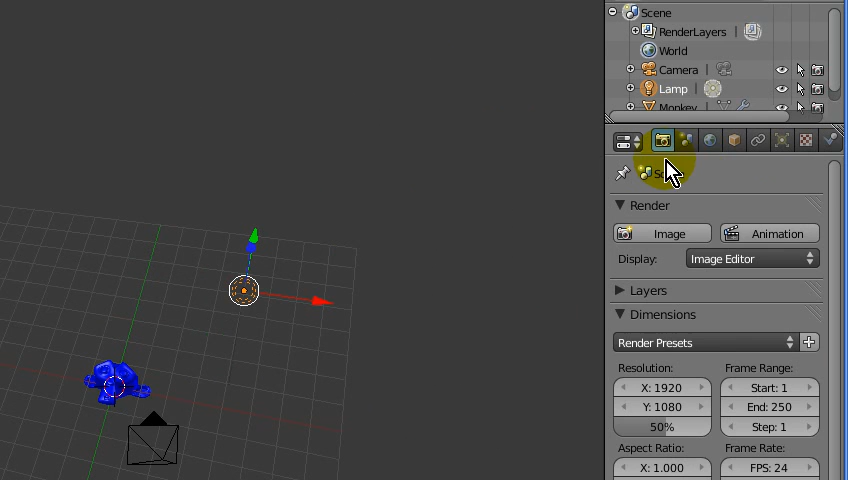 Scene
RenderLayers
World
Camera
Lamp
Monkey
Render
Image
Animation
Display:
Image Editor
Layers
Dimensions
Render Presets
Resolution:
Frame Range:
X: 1920
Start: 1
Y: 1080
End: 250
50%
Step: 1
Aspect Ratio:
Frame Rate:
X: 1.000
FPS: 24